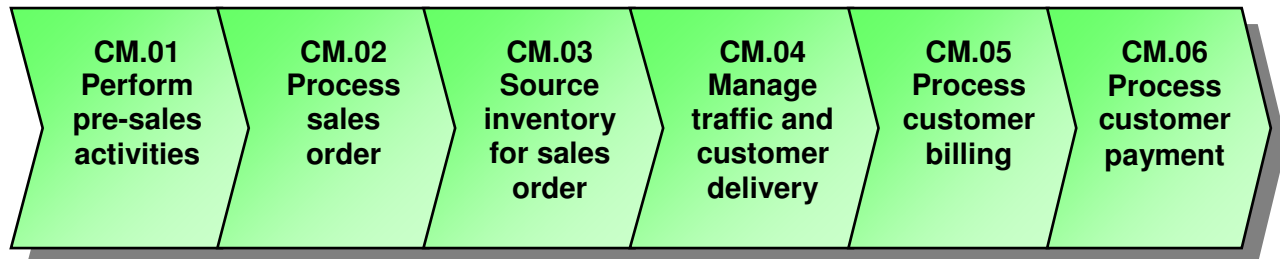 CM.01
Perform
pre-sales
activities
CM.02
Process
sales
order
CM.03
Source
inventory
for sales
order
CM.04
Manage
traffic and
customer
delivery
CM.05
Process
customer
billing
CM.06
Process
customer
payment